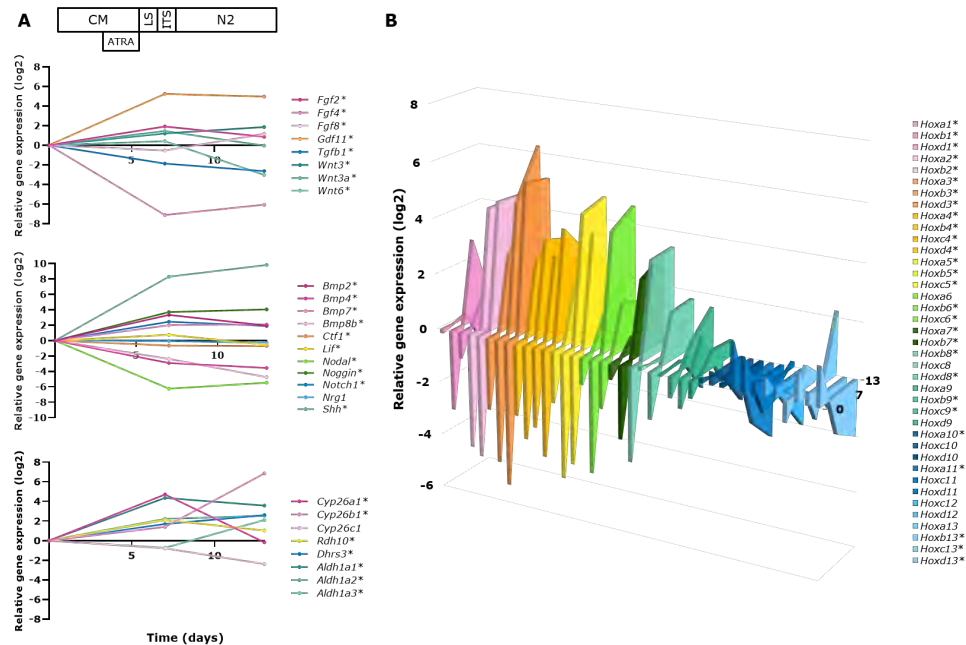 A
CM
LS
ITS
N2
ATRA
Relative gene expression (log2)
8
6
4
2
0
-2
-4
-6
-8
5
10
Fgf2*
Fgf4*
Fgf8*
Gdf11*
Tgfb1*
Wnt3*
Wnt3a*
Wnt6*
Relative gene expression (log2)
10
8
6
4
2
0
-2
-4
-6
-8
-10
5
10
Bmp2*
Bmp4*
Bmp7*
Bmp8b*
Ctf1*
Lif*
Nodal*
Noggin*
Notch1*
Nrg1
Shh*
Relative gene expression (log2)
8
6
4
2
0
-2
-4
-6
-8
5
10
Cyp26a1*
Cyp26b1*
Cyp26c1
Rdh10*
Dhrs3*
Aldh1a1*
Aldh1a2*
Aldh1a3*
Time (days)
B
Relative gene expression (log2)
8
6
4
2
0
-2
-4
-6
13
7
0
Hoxa1*
Hoxb1*
Hoxd1*
Hoxa2*
Hoxb2*
Hoxa3*
Hoxb3*
Hoxd3*
Hoxa4*
Hoxb4*
Hoxc4*
Hoxd4*
Hoxa5*
Hoxb5*
Hoxc5*
Hoxa6
Hoxb6*
Hoxc6*
Hoxa7*
Hoxb7*
Hoxb8*
Hoxc8
Hoxd8*
Hoxa9
Hoxb9*
Hoxc9*
Hoxd9
Hoxa10*
Hoxc10
Hoxd10
Hoxa11*
Hoxc11
Hoxd11
Hoxc12
Hoxd12
Hoxa13
Hoxb13*
Hoxc13*
Hoxd13*